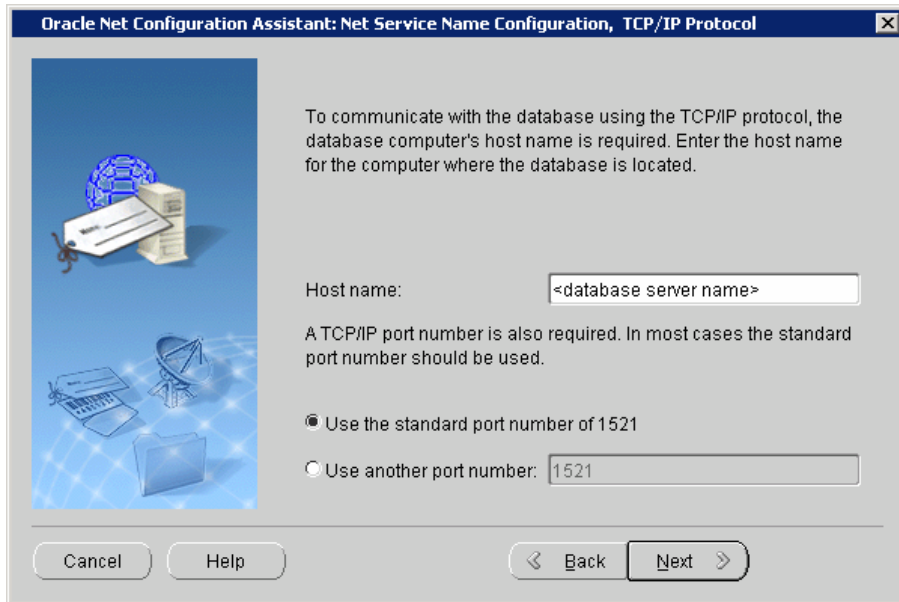 Oracle Net Configuration Assistant: Net Service Name Configuration, TCP/IP Protocol
To communicate with the database using the TCP/IP protocol, the
database computer's host name is required. Enter the host name
for the computer where the database is located.
Host name: <database server name>
A TCP/IP port number is also required. In most cases the standard
port number should be used.
Use the standard port number of 1521
Use another port number: 1521
Cancel Help Back Next